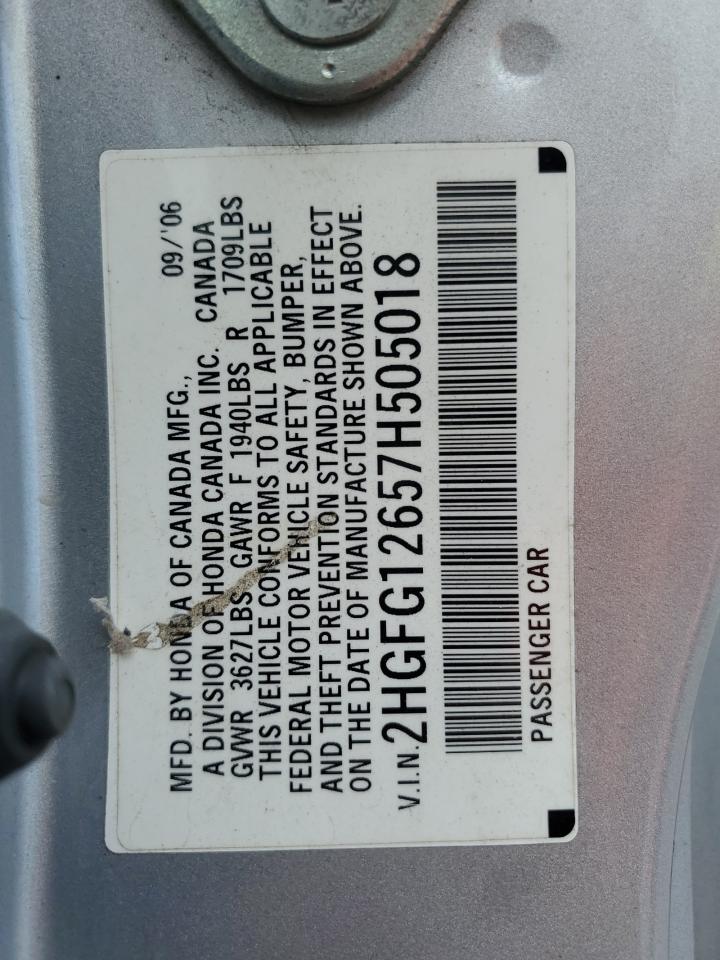 MFD. BY HONDA OF CANADA MFG., 09/'06
A DIVISION OF HONDA CANADA INC. CANADA
GVWR 3627LBS GAWR F 1940LBS R 1709LBS
THIS VEHICLE CONFORMS TO ALL APPLICABLE
FEDERAL MOTOR VEHICLE SAFETY, BUMPER,
AND THEFT PREVENTION STANDARDS IN EFFECT
ON THE DATE OF MANUFACTURE SHOWN ABOVE.
V.I.N. 2HGFG12657H505018
PASSENGER CAR